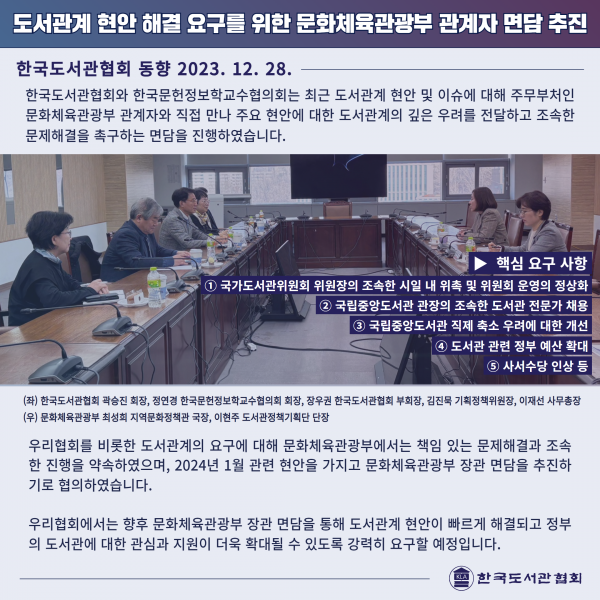 도서관계 현안 해결 요구를 위한 문화체육관광부 관계자 면담 추진
한국도서관협회 동향 2023. 12. 28.
한국도서관협회와 한국문헌정보학교수협의회는 최근 도서관계 현안 및 이슈에 대해 주무부처인
문화체육관광부 관계자와 직접 만나 주요 현안에 대한 도서관계의 깊은 우려를 전달하고 조속한
문제해결을 촉구하는 면담을 진행하였습니다.
▶ 핵심 요구 사항
① 국가도서관위원회 위원장의 조속한 시일 내 위촉 및 위원회 운영의 정상화
② 국립중앙도서관 관장의 조속한 도서관 전문가 채용
③ 국립중앙도서관 직제 축소 우려에 대한 개선
④ 도서관 관련 정부 예산 확대
⑤ 사서수당 인상 등
(좌) 한국도서관협회 곽승진 회장, 정연경 한국문헌정보학교수협의회 회장, 장우권 한국도서관협회 부회장, 김진묵 기획정책위원장, 이재선 사무총장
(우) 문화체육관광부 최성희 지역문화정책관 국장, 이현주 도서관정책기획단 단장
우리협회를 비롯한 도서관계의 요구에 대해 문화체육관광부에서는 책임 있는 문제해결과 조속
한 진행을 약속하였으며, 2024년 1월 관련 현안을 가지고 문화체육관광부 장관 면담을 추진하
기로 협의하였습니다.
우리협회에서는 향후 문화체육관광부 장관 면담을 통해 도서관계 현안이 빠르게 해결되고 정부
의 도서관에 대한 관심과 지원이 더욱 확대될 수 있도록 강력히 요구할 예정입니다.
KLA 한국도서관협회